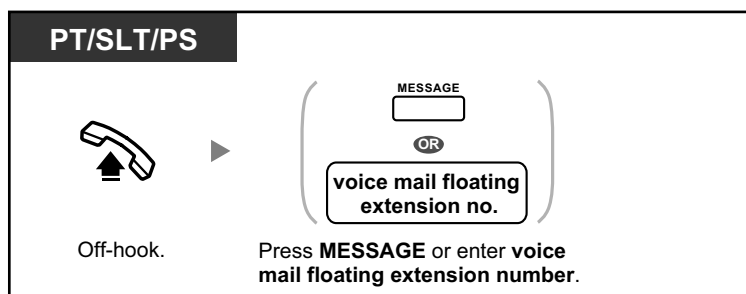 PT/SLT/PS
MESSAGE
OR
voice mail floating
extension no.
Off-hook.
Press MESSAGE or enter voice
mail floating extension number.